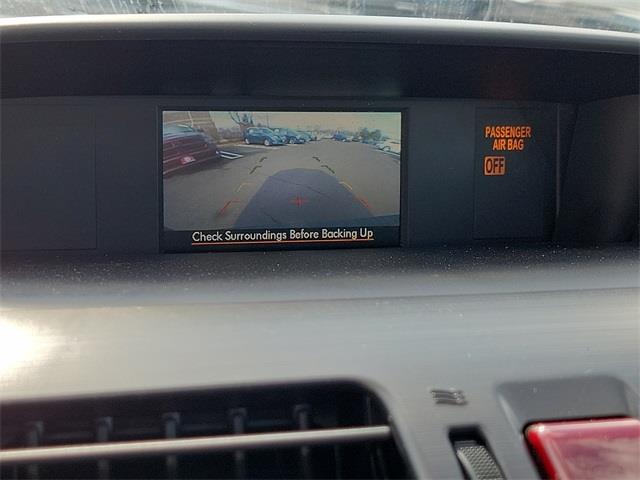 PASSENGER
AIR BAG
OFF
Check Surroundings Before Backing Up